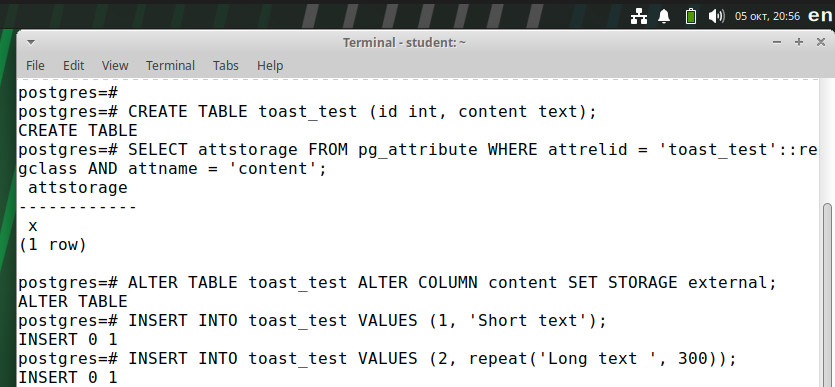 05 окт, 20:56 en
Terminal - student: ~
File Edit View Terminal Tabs Help
postgres=#
postgres=# CREATE TABLE toast_test (id int, content text);
CREATE TABLE
postgres=# SELECT attstorage FROM pg_attribute WHERE attrelid = 'toast_test'::re
gclass AND attname = 'content';
 attstorage
------------
 x
(1 row)
postgres=# ALTER TABLE toast_test ALTER COLUMN content SET STORAGE external;
ALTER TABLE
postgres=# INSERT INTO toast_test VALUES (1, 'Short text');
INSERT 0 1
postgres=# INSERT INTO toast_test VALUES (2, repeat('Long text ', 300));
INSERT 0 1